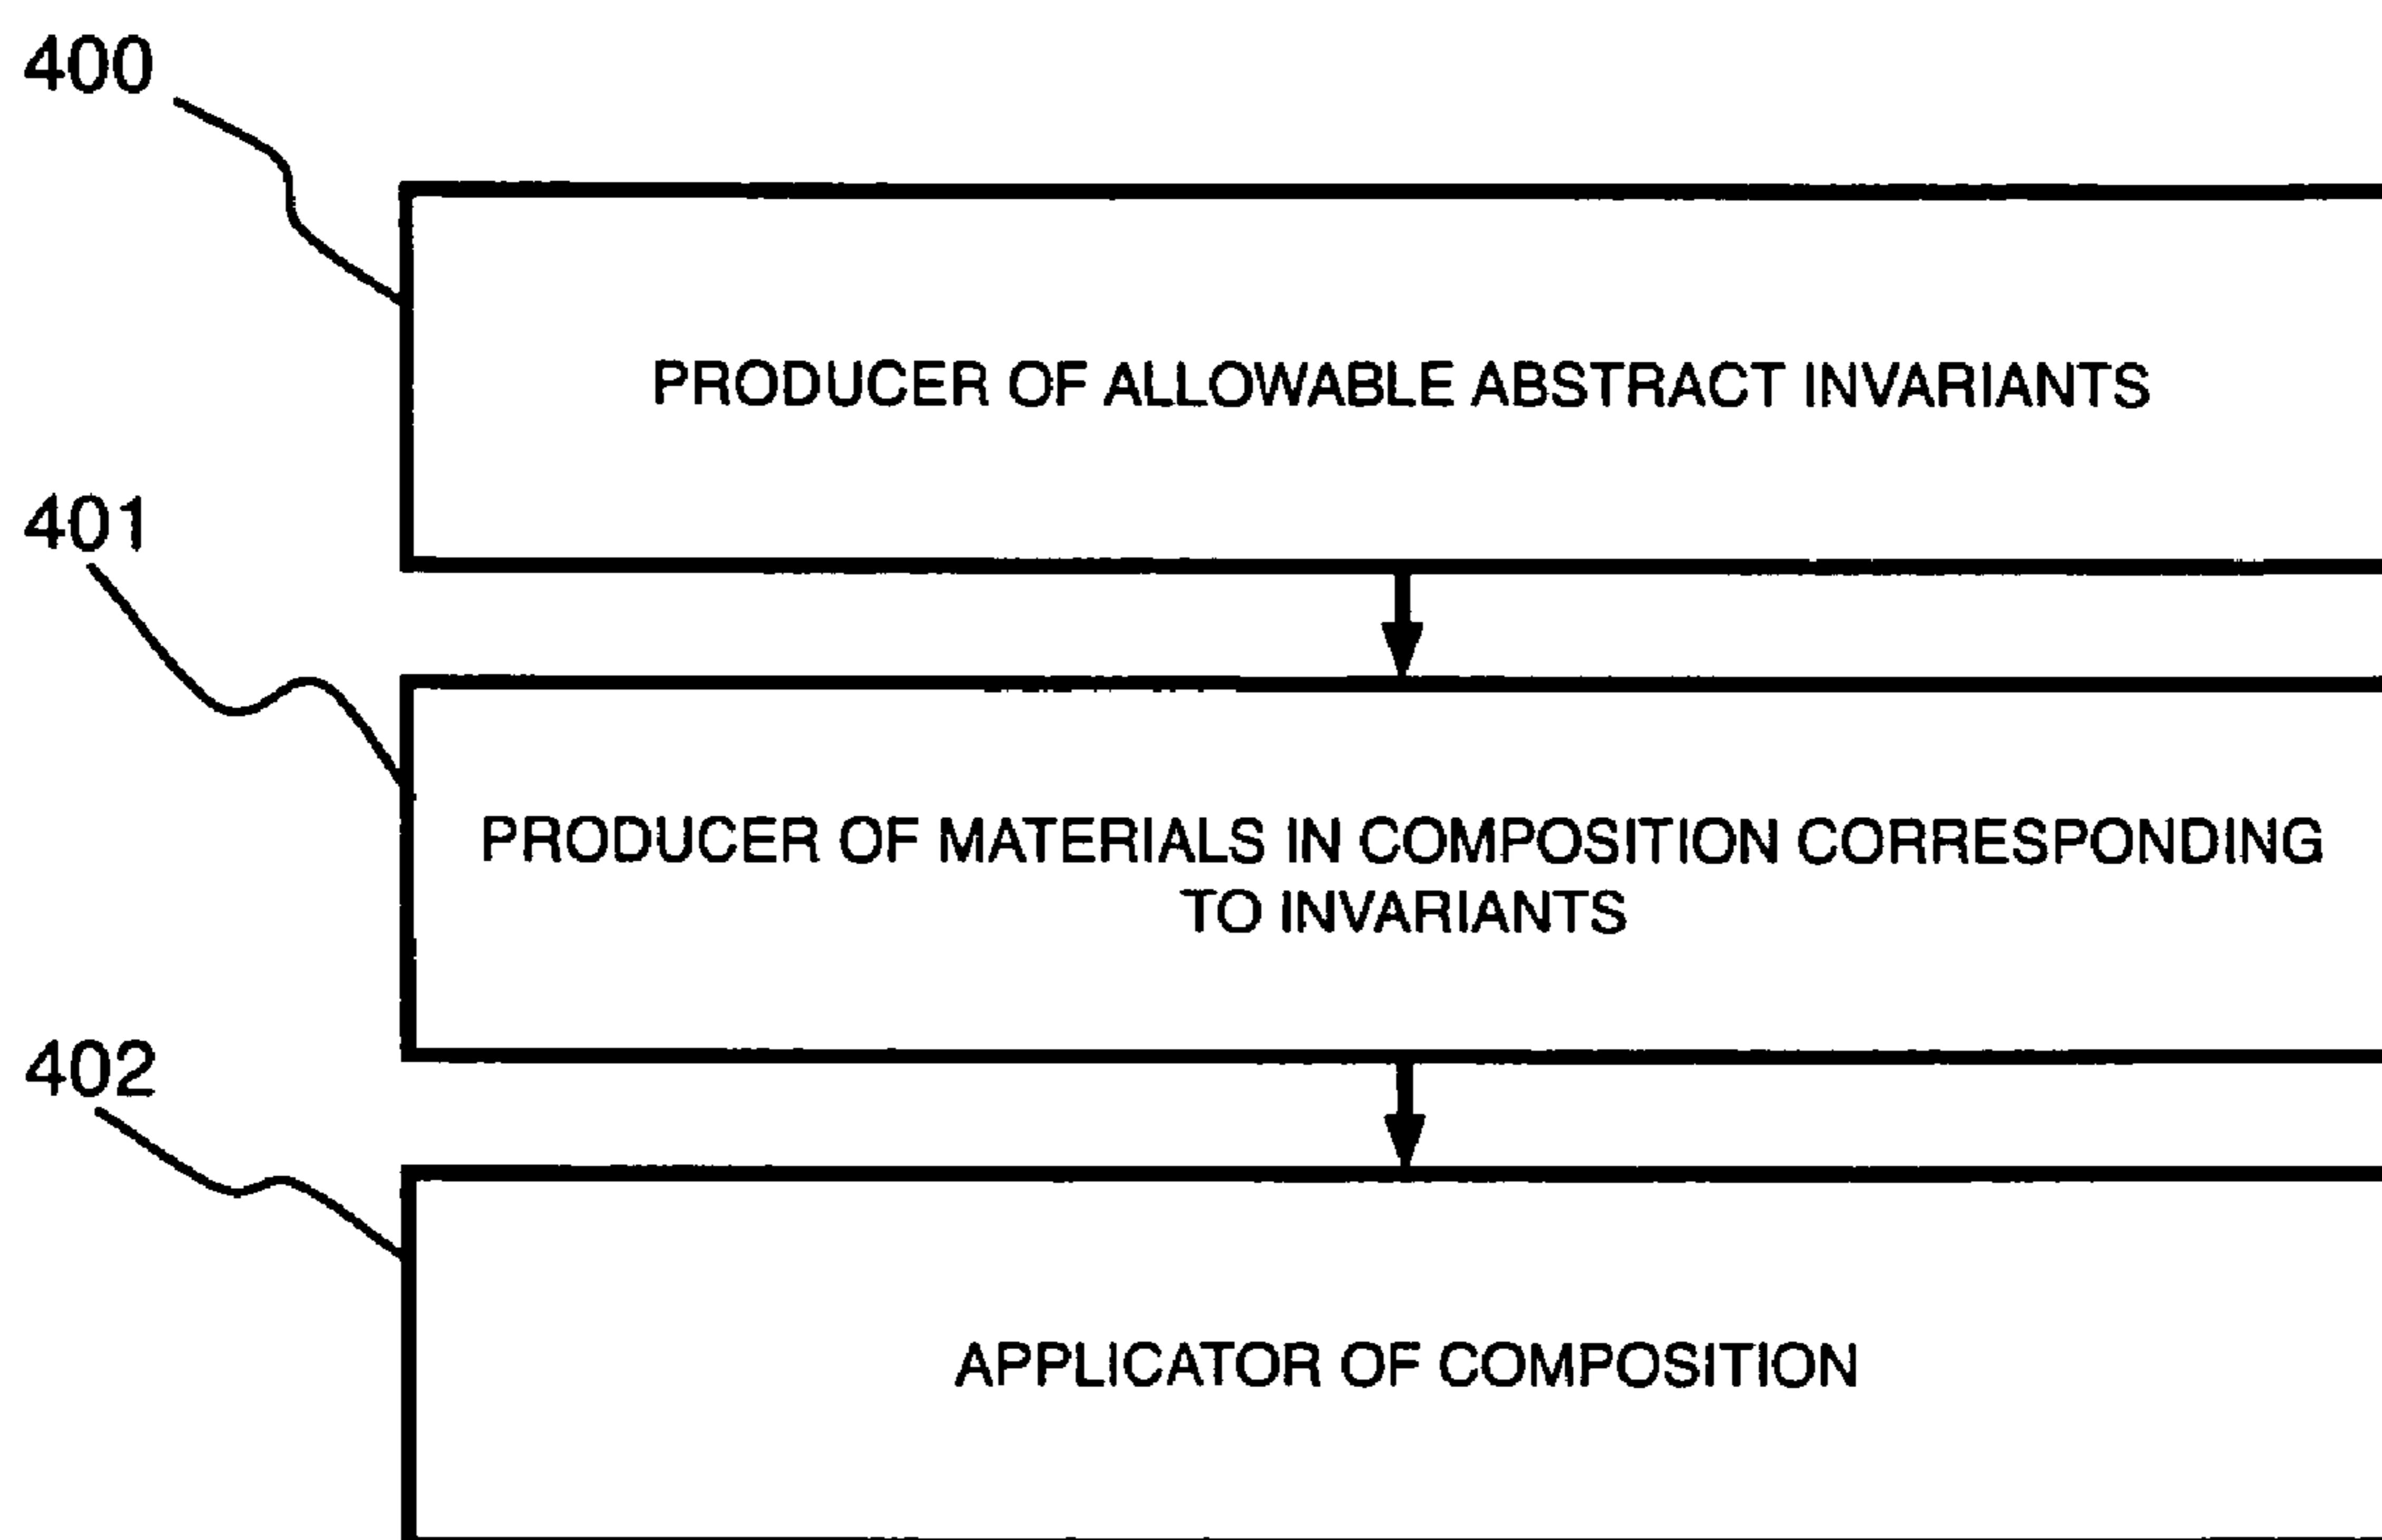 400
PRODUCER OF ALLOWABLE ABSTRACT INVARIANTS
401
PRODUCER OF MATERIALS IN COMPOSITION CORRESPONDING
TO INVARIANTS
402
APPLICATOR OF COMPOSITION